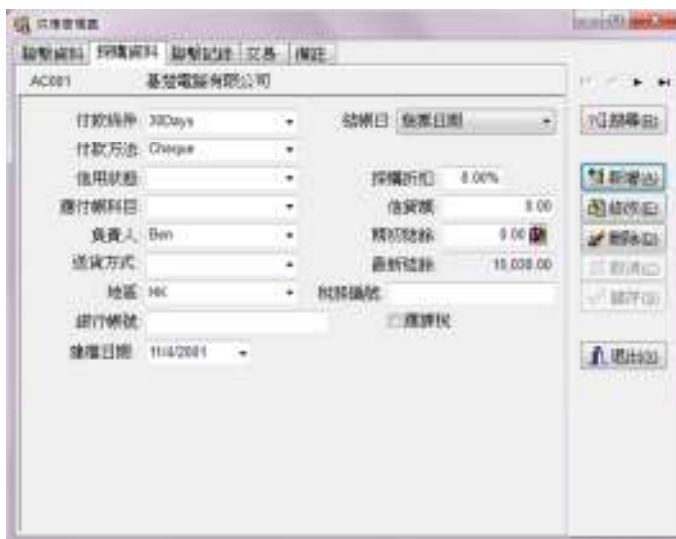 供應商檔案
聯繫資料 採購資料 聯繫記錄 交易 備註
AC001 基哲電腦有限公司
付款條件 30Days 結帳日 發票日期
付款方法 Cheque
信用狀態 採購折扣 0.00%
應付帳科目 信貸額 0.00
負責人 Ben 期初結餘 0.00
送貨方式 最新結餘 10,030.00
地區 HK 稅務編號
銀行帳號 應課稅
建檔日期 11/4/2001
搜尋(B)
新增(A)
修改(E)
刪除(D)
取消(C)
儲存(S)
退出(X)